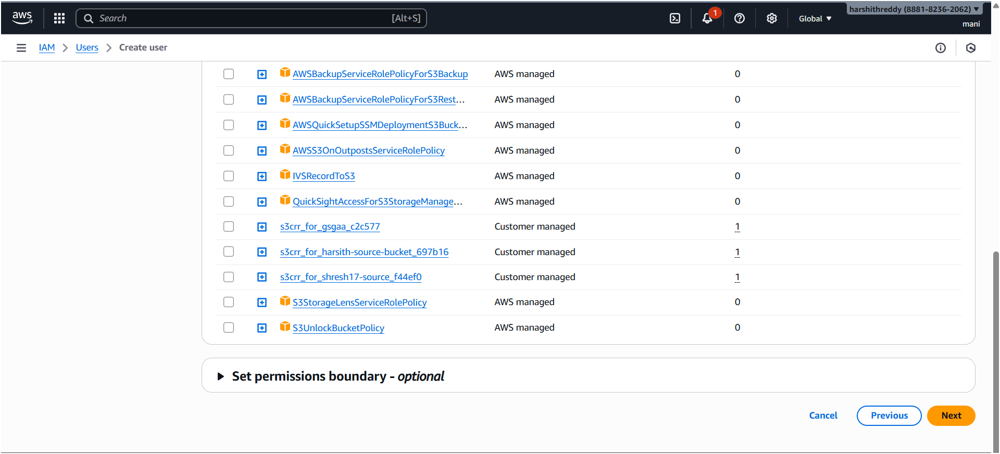 aws
Search [Alt+S]
1
Global
harshithreddy (8881-8236-2062)
mani
IAM > Users > Create user
AWSBackupServiceRolePolicyForS3Backup AWS managed 0
AWSBackupServiceRolePolicyForS3Rest... AWS managed 0
AWSQuickSetupSSMDeploymentS3Buck... AWS managed 0
AWSS3OnOutpostsServiceRolePolicy AWS managed 0
IVSRecordToS3 AWS managed 0
QuickSightAccessForS3StorageManage... AWS managed 0
s3crr_for_gsgaa_c2c577 Customer managed 1
s3crr_for_harsith-source-bucket_697b16 Customer managed 1
s3crr_for_shresh17-source_f44ef0 Customer managed 1
S3StorageLensServiceRolePolicy AWS managed 0
S3UnlockBucketPolicy AWS managed 0
Set permissions boundary - optional
Cancel Previous Next